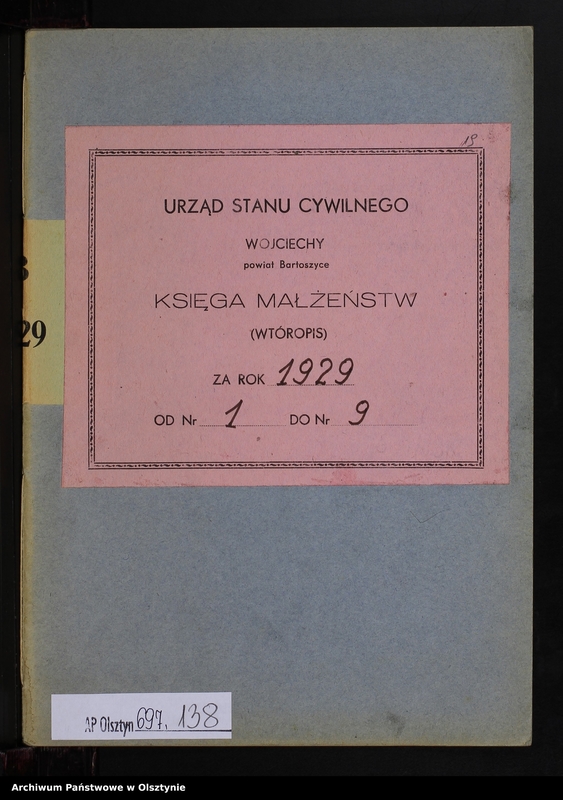 19
URZĄD STANU CYWILNEGO
WOJCIECHY
powiat Bartoszyce
KSIĘGA MAŁŻEŃSTW
(WTÓROPIS)
ZA ROK 1929
OD Nr 1 DO Nr 9
29
AP Olsztyn 697, 138
Archiwum Państwowe w Olsztynie